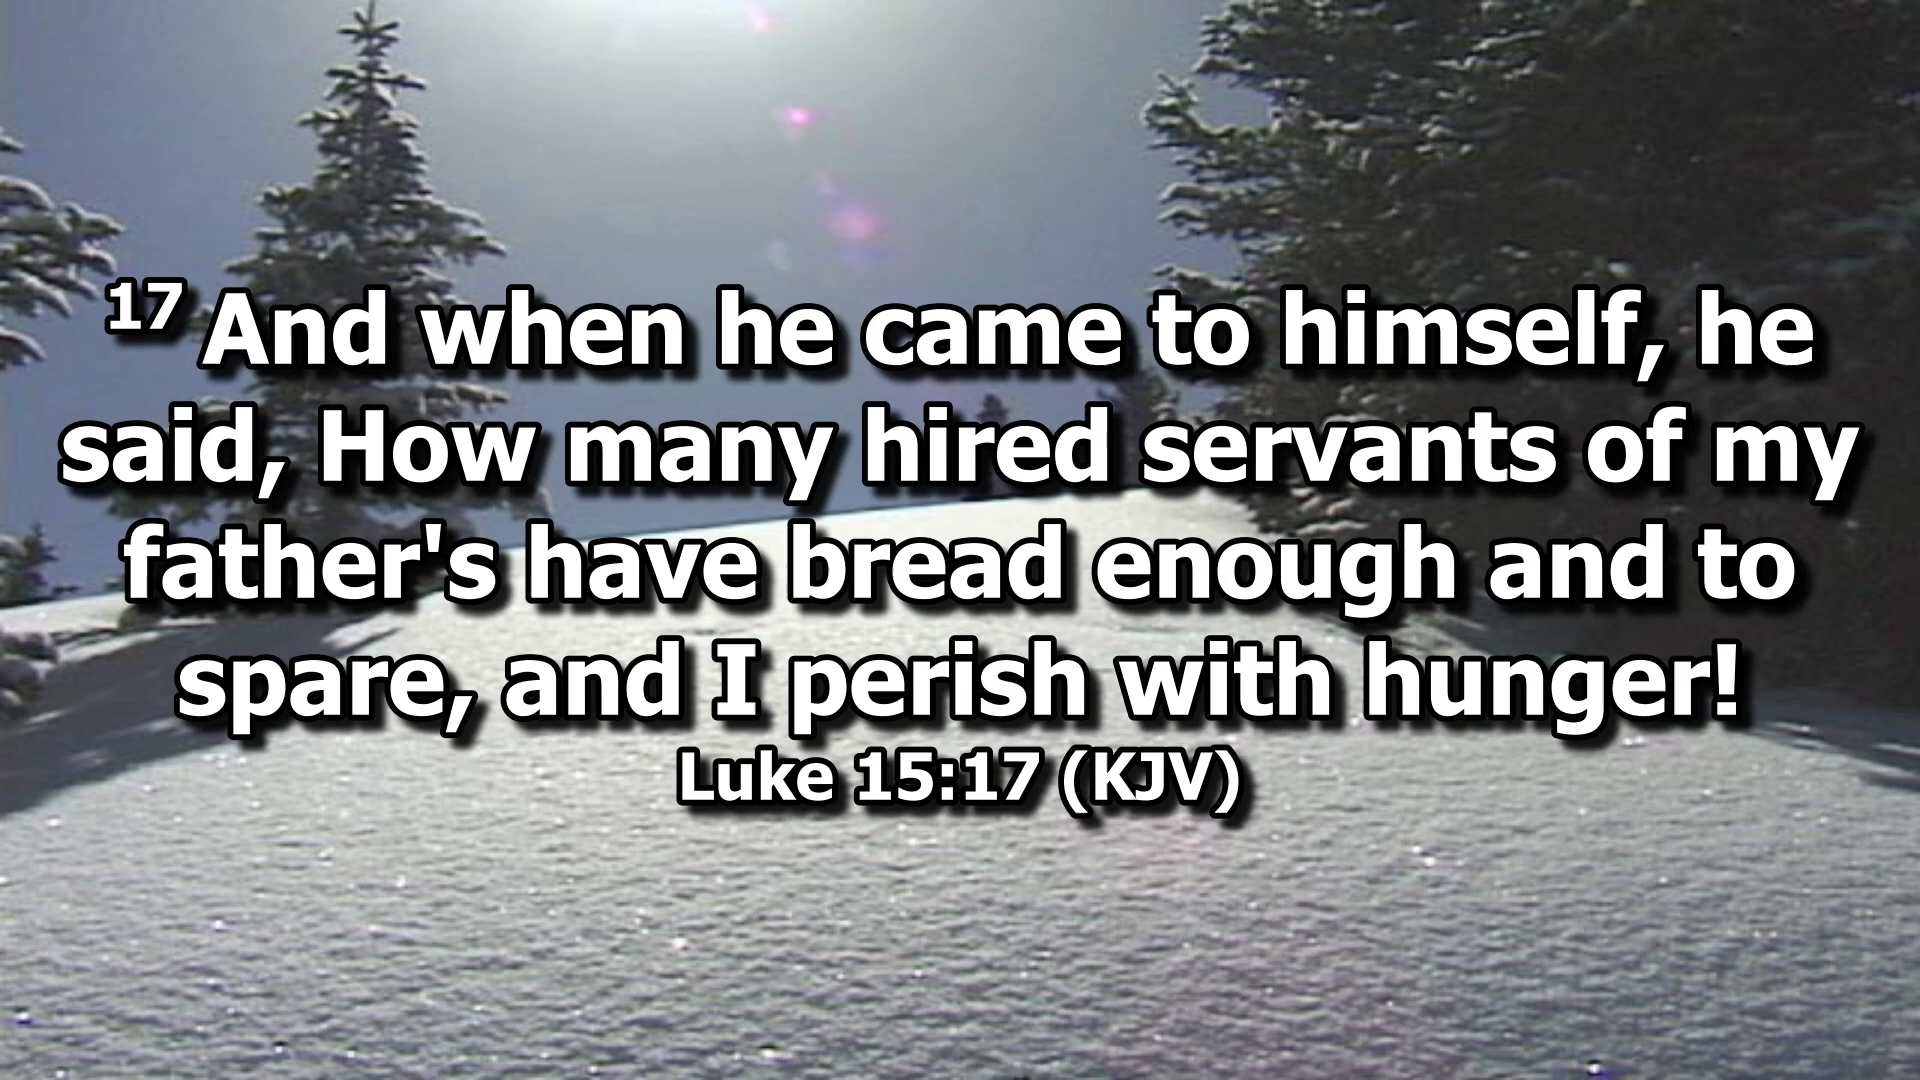 17 And when he came to himself, he
said, How many hired servants of my
father's have bread enough and to
spare, and I perish with hunger!
Luke 15:17 (KJV)